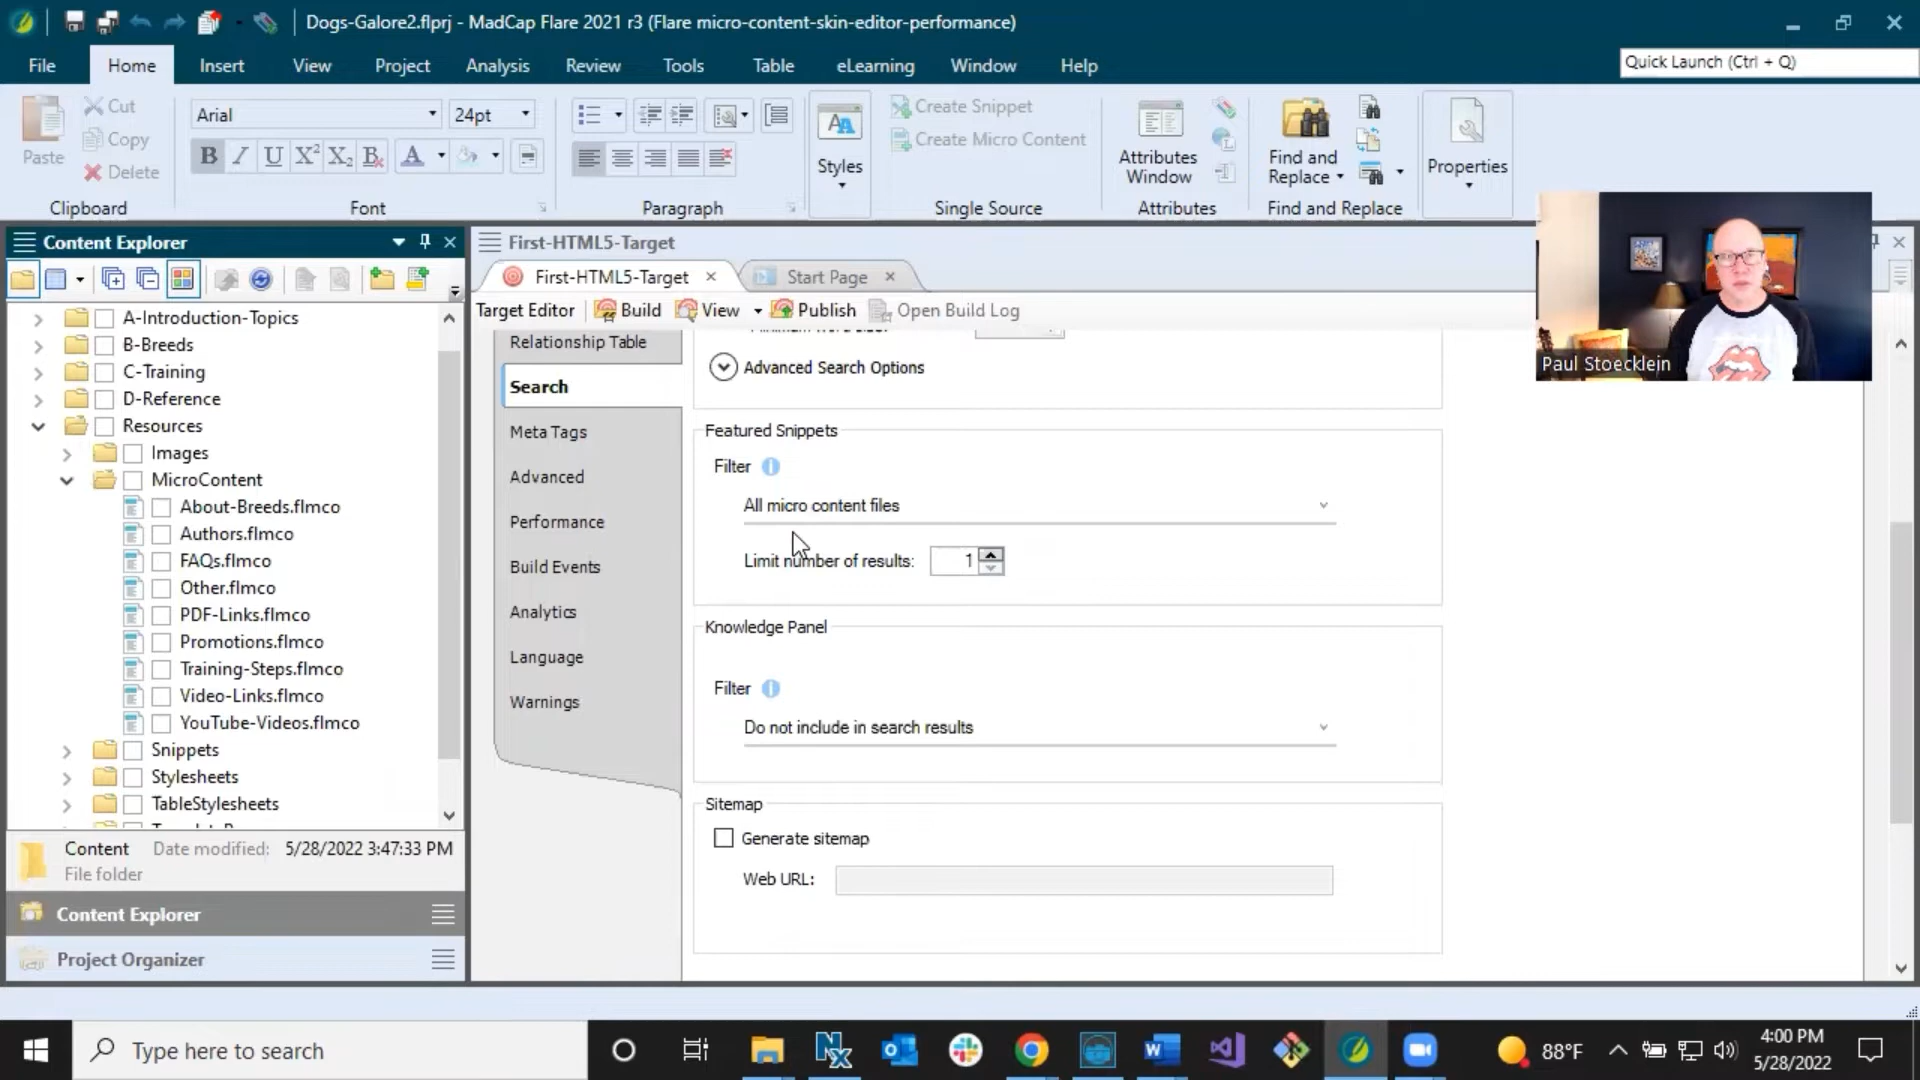 Dogs-Galore2.flprj - MadCap Flare 2021 r3 (Flare micro-content-skin-editor-performance)
File Home Insert View Project Analysis Review Tools Table eLearning Window Help
Quick Launch (Ctrl + Q)
Paste
Cut
Copy
Delete
Clipboard
Arial 24pt
B I U X² X₂ B
Font
Paragraph
Styles
Create Snippet
Create Micro Content
Single Source
Attributes
Window
Attributes
Find and
Replace
Find and Replace
Properties
Paul Stoecklein
Content Explorer
A-Introduction-Topics
B-Breeds
C-Training
D-Reference
Resources
Images
MicroContent
About-Breeds.flmco
Authors.flmco
FAQs.flmco
Other.flmco
PDF-Links.flmco
Promotions.flmco
Training-Steps.flmco
Video-Links.flmco
YouTube-Videos.flmco
Snippets
Stylesheets
TableStylesheets
Content Date modified: 5/28/2022 3:47:33 PM
File folder
Content Explorer
Project Organizer
First-HTML5-Target
First-HTML5-Target Start Page
Target Editor Build View Publish Open Build Log
Relationship Table
Search
Meta Tags
Advanced
Performance
Build Events
Analytics
Language
Warnings
Advanced Search Options
Featured Snippets
Filter
All micro content files
Limit number of results: 1
Knowledge Panel
Filter
Do not include in search results
Sitemap
Generate sitemap
Web URL:
Type here to search
88°F
4:00 PM
5/28/2022